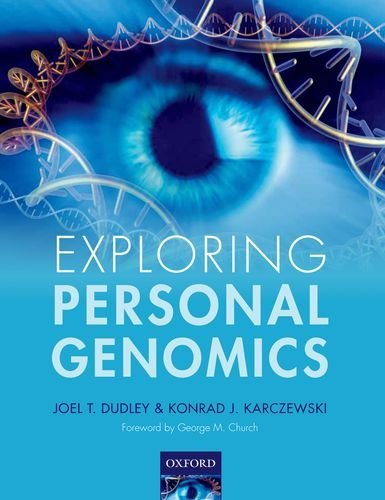 EXPLORING
PERSONAL
GENOMICS
JOEL T. DUDLEY & KONRAD J. KARCZEWSKI
Foreword by George M. Church
OXFORD